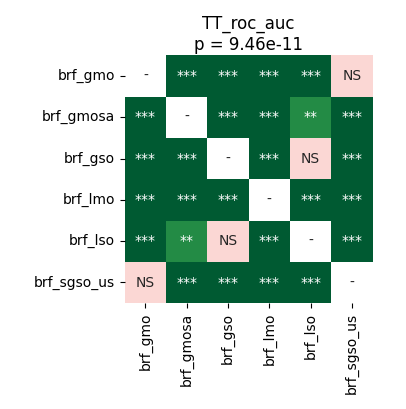 TT_roc_auc
p = 9.46e-11
brf_gmo - *** *** *** *** NS
brf_gmosa *** - *** *** ** ***
brf_gso *** *** - *** NS ***
brf_lmo *** *** *** - *** ***
brf_lso *** ** NS *** - ***
brf_sgso_us NS *** *** *** *** -
brf_gmo brf_gmosa brf_gso brf_lmo brf_lso brf_sgso_us